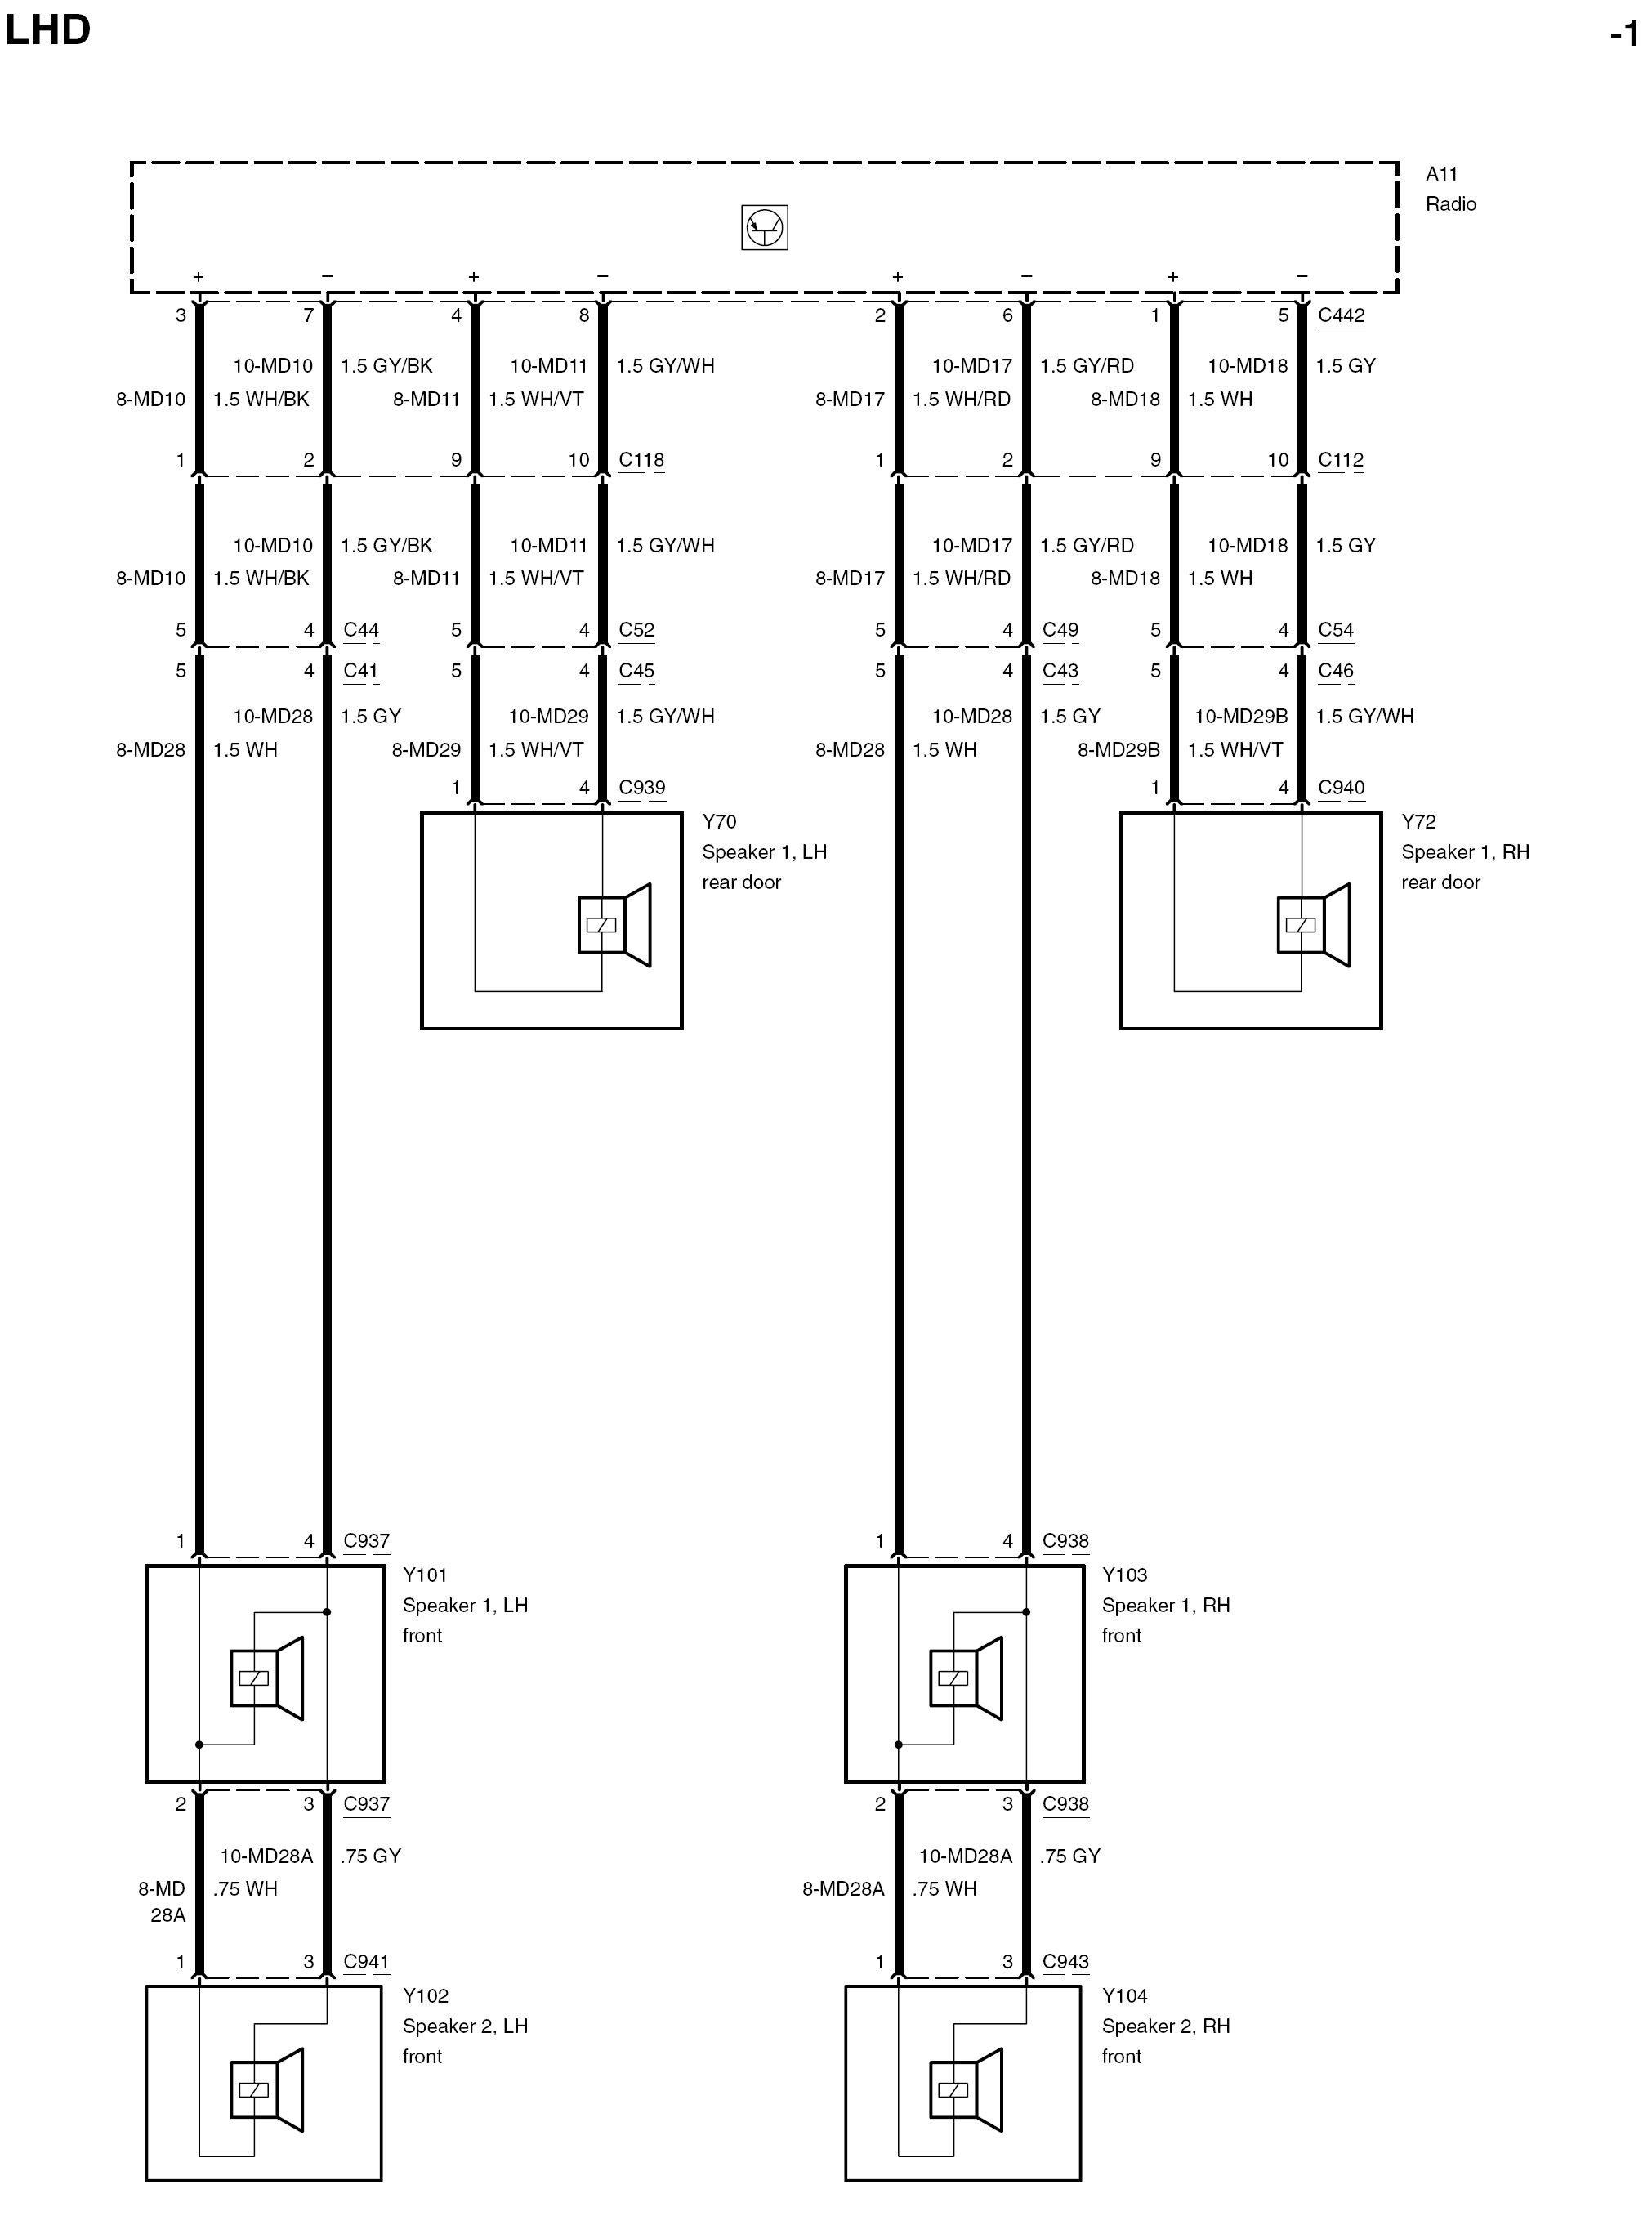 LHD -1
A11
Radio
+ − + − + − + −
3 7 4 8 2 6 1 5 C442
10-MD10 1.5 GY/BK 10-MD11 1.5 GY/WH 10-MD17 1.5 GY/RD 10-MD18 1.5 GY
8-MD10 1.5 WH/BK 8-MD11 1.5 WH/VT 8-MD17 1.5 WH/RD 8-MD18 1.5 WH
1 2 9 10 C118 1 2 9 10 C112
10-MD10 1.5 GY/BK 10-MD11 1.5 GY/WH 10-MD17 1.5 GY/RD 10-MD18 1.5 GY
8-MD10 1.5 WH/BK 8-MD11 1.5 WH/VT 8-MD17 1.5 WH/RD 8-MD18 1.5 WH
5 4 C44 5 4 C52 5 4 C49 5 4 C54
5 4 C41 5 4 C45 5 4 C43 5 4 C46
10-MD28 1.5 GY 10-MD29 1.5 GY/WH 10-MD28 1.5 GY 10-MD29B 1.5 GY/WH
8-MD28 1.5 WH 8-MD29 1.5 WH/VT 8-MD28 1.5 WH 8-MD29B 1.5 WH/VT
1 4 C939 1 4 C940
Y70 Y72
Speaker 1, LH Speaker 1, RH
rear door rear door
1 4 C937 1 4 C938
Y101 Y103
Speaker 1, LH Speaker 1, RH
front front
2 3 C937 2 3 C938
10-MD28A .75 GY 10-MD28A .75 GY
8-MD .75 WH 8-MD28A .75 WH
28A
1 3 C941 1 3 C943
Y102 Y104
Speaker 2, LH Speaker 2, RH
front front